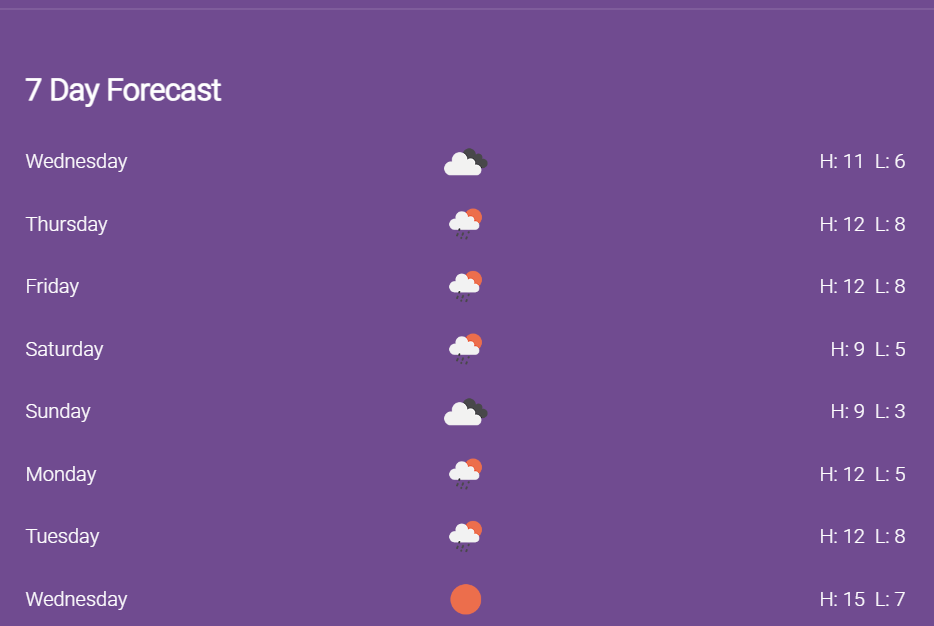 7 Day Forecast
Wednesday H: 11 L: 6
Thursday H: 12 L: 8
Friday H: 12 L: 8
Saturday H: 9 L: 5
Sunday H: 9 L: 3
Monday H: 12 L: 5
Tuesday H: 12 L: 8
Wednesday H: 15 L: 7